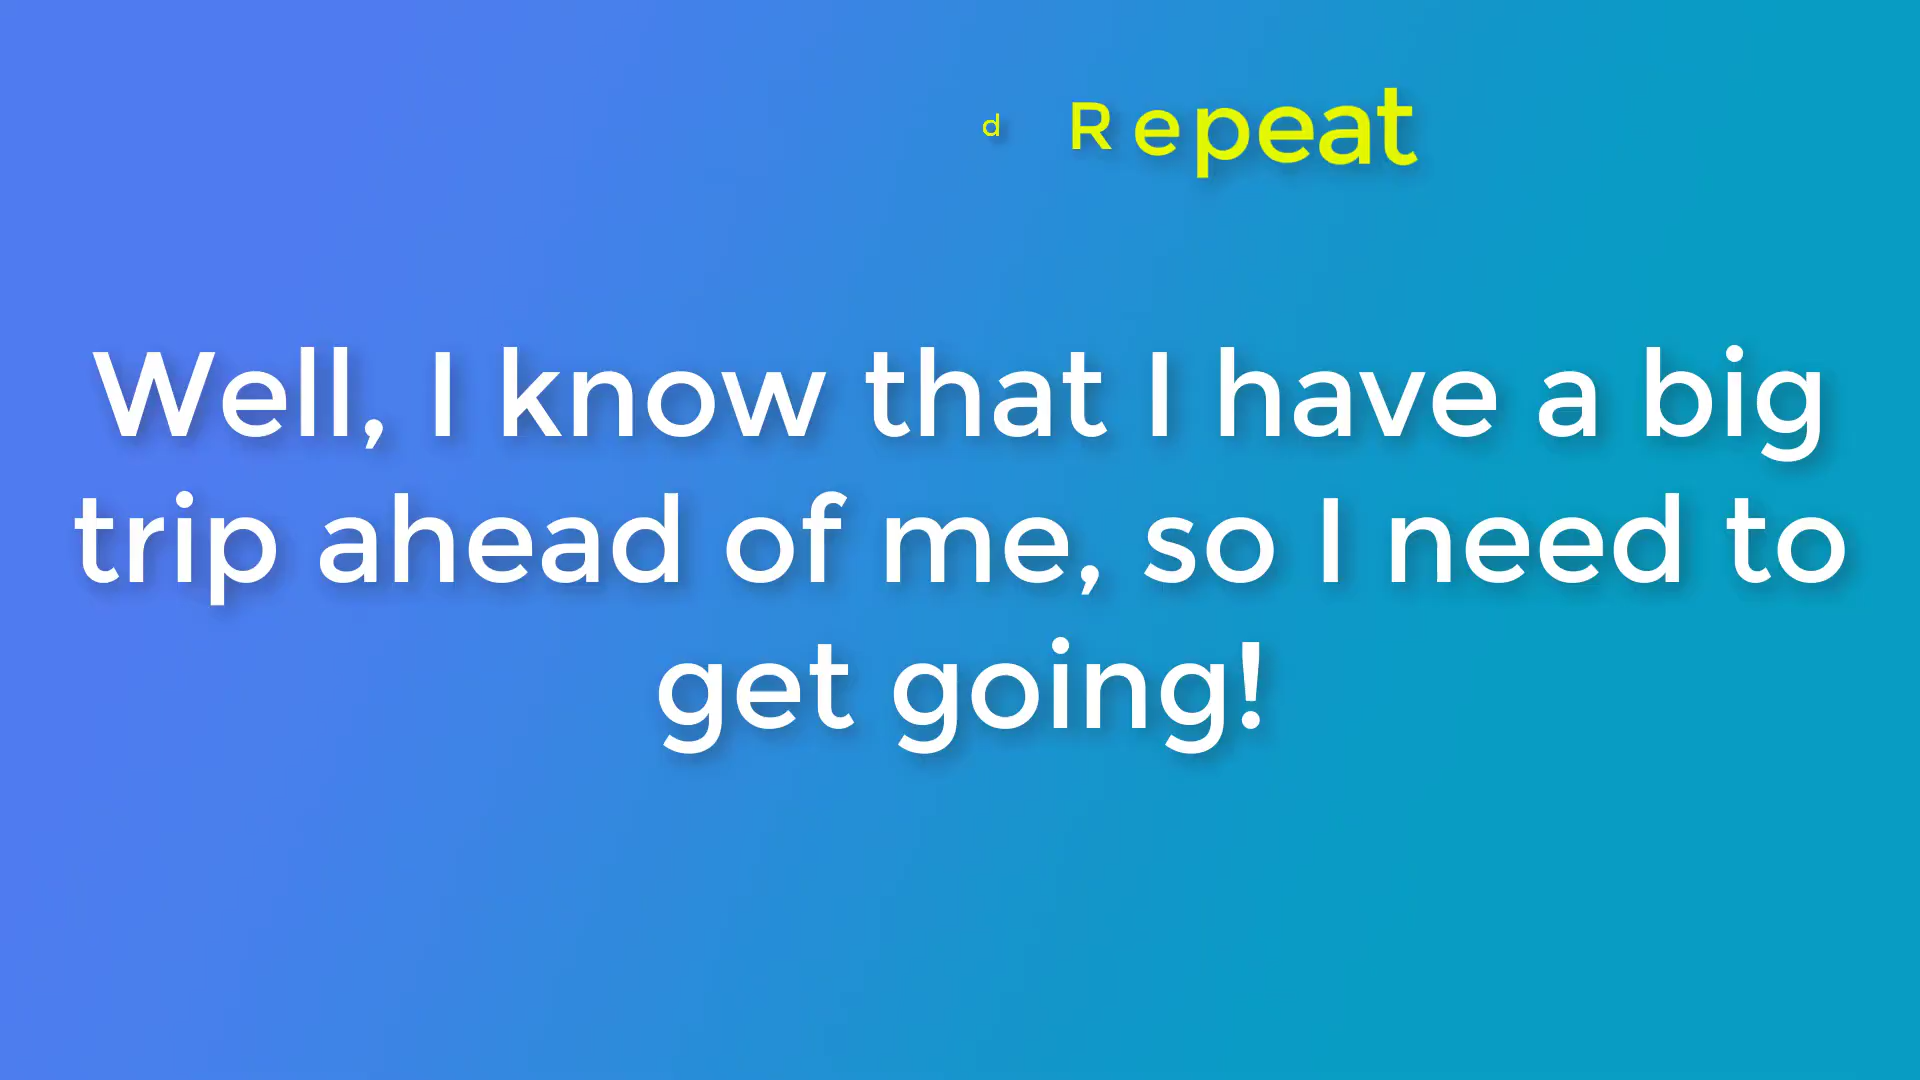 d Repeat
Well, I know that I have a big
trip ahead of me, so I need to
get going!